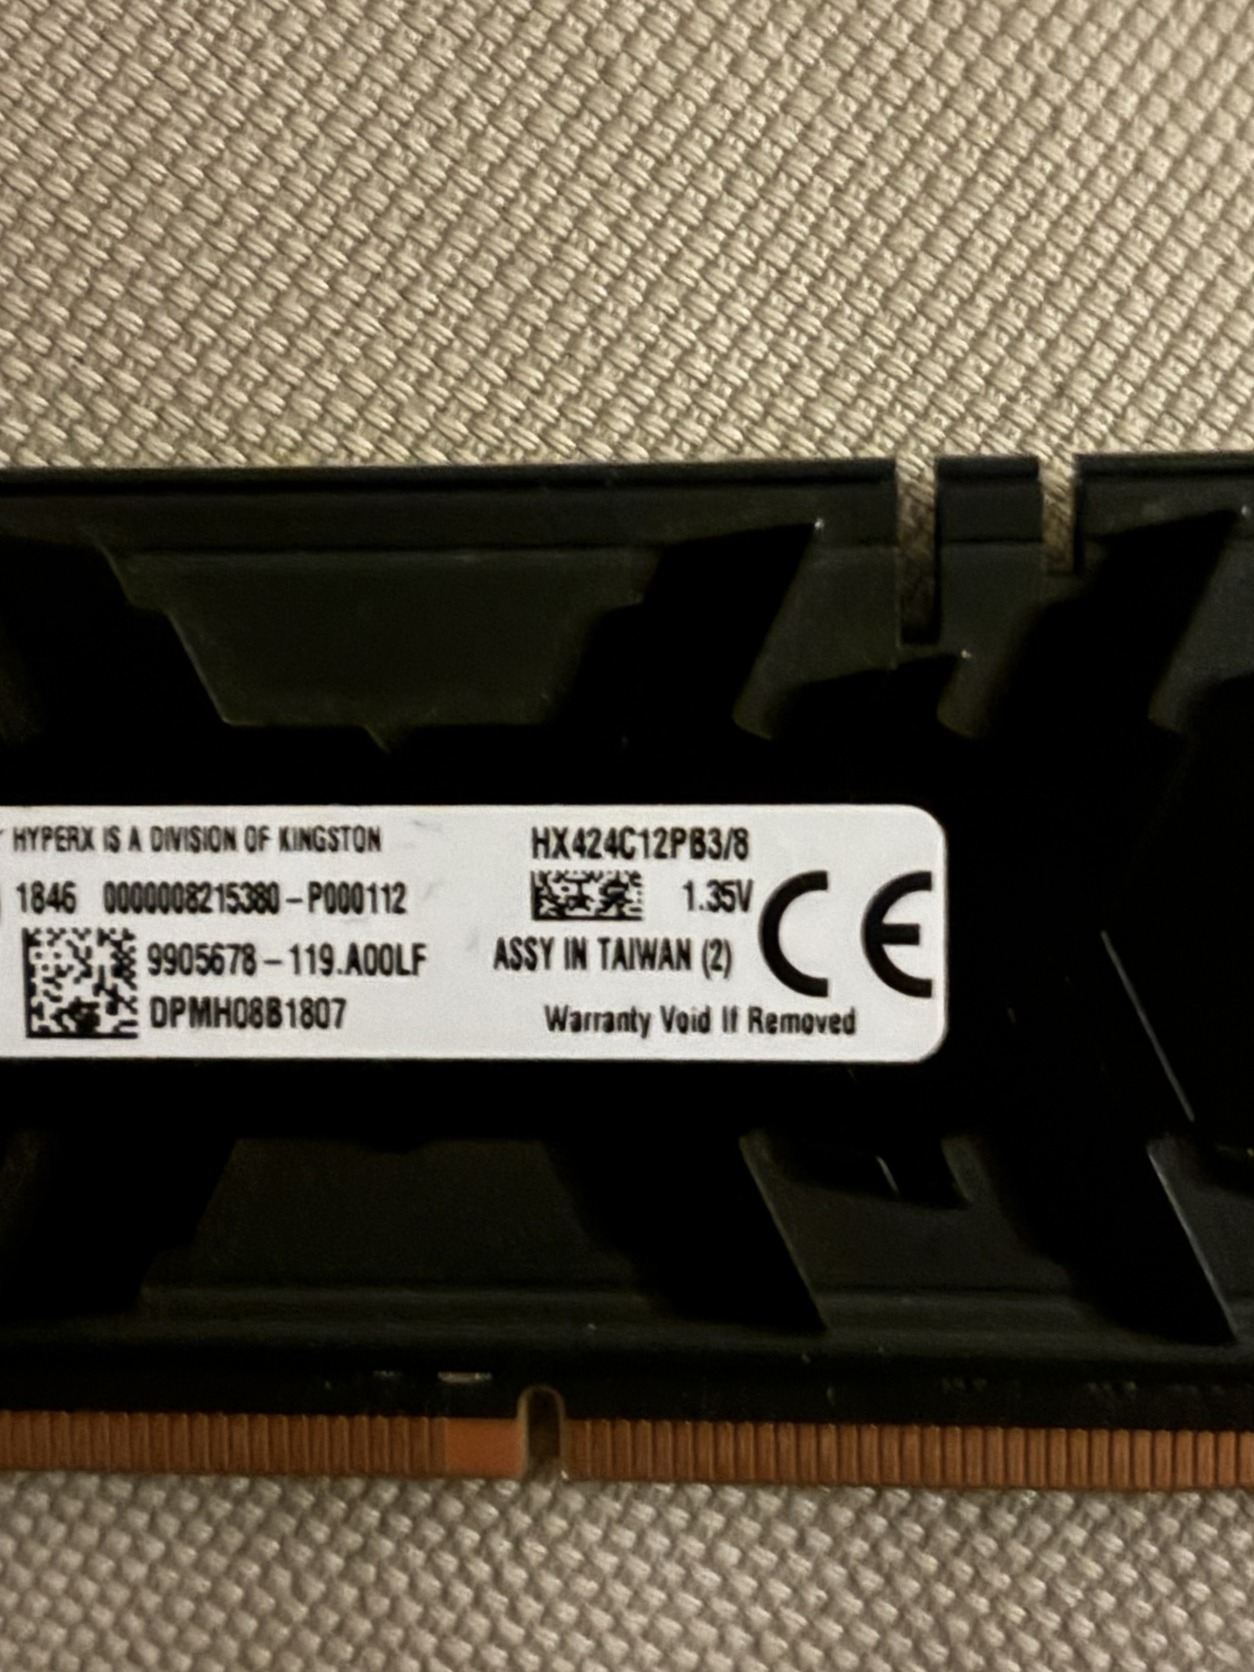 HYPERX IS A DIVISION OF KINGSTON
1846 0000008215380-P000112
9905678-119.A00LF
DPMH08B1807
HX424C12PB3/8
1.35V
ASSY IN TAIWAN (2)
Warranty Void If Removed
CE